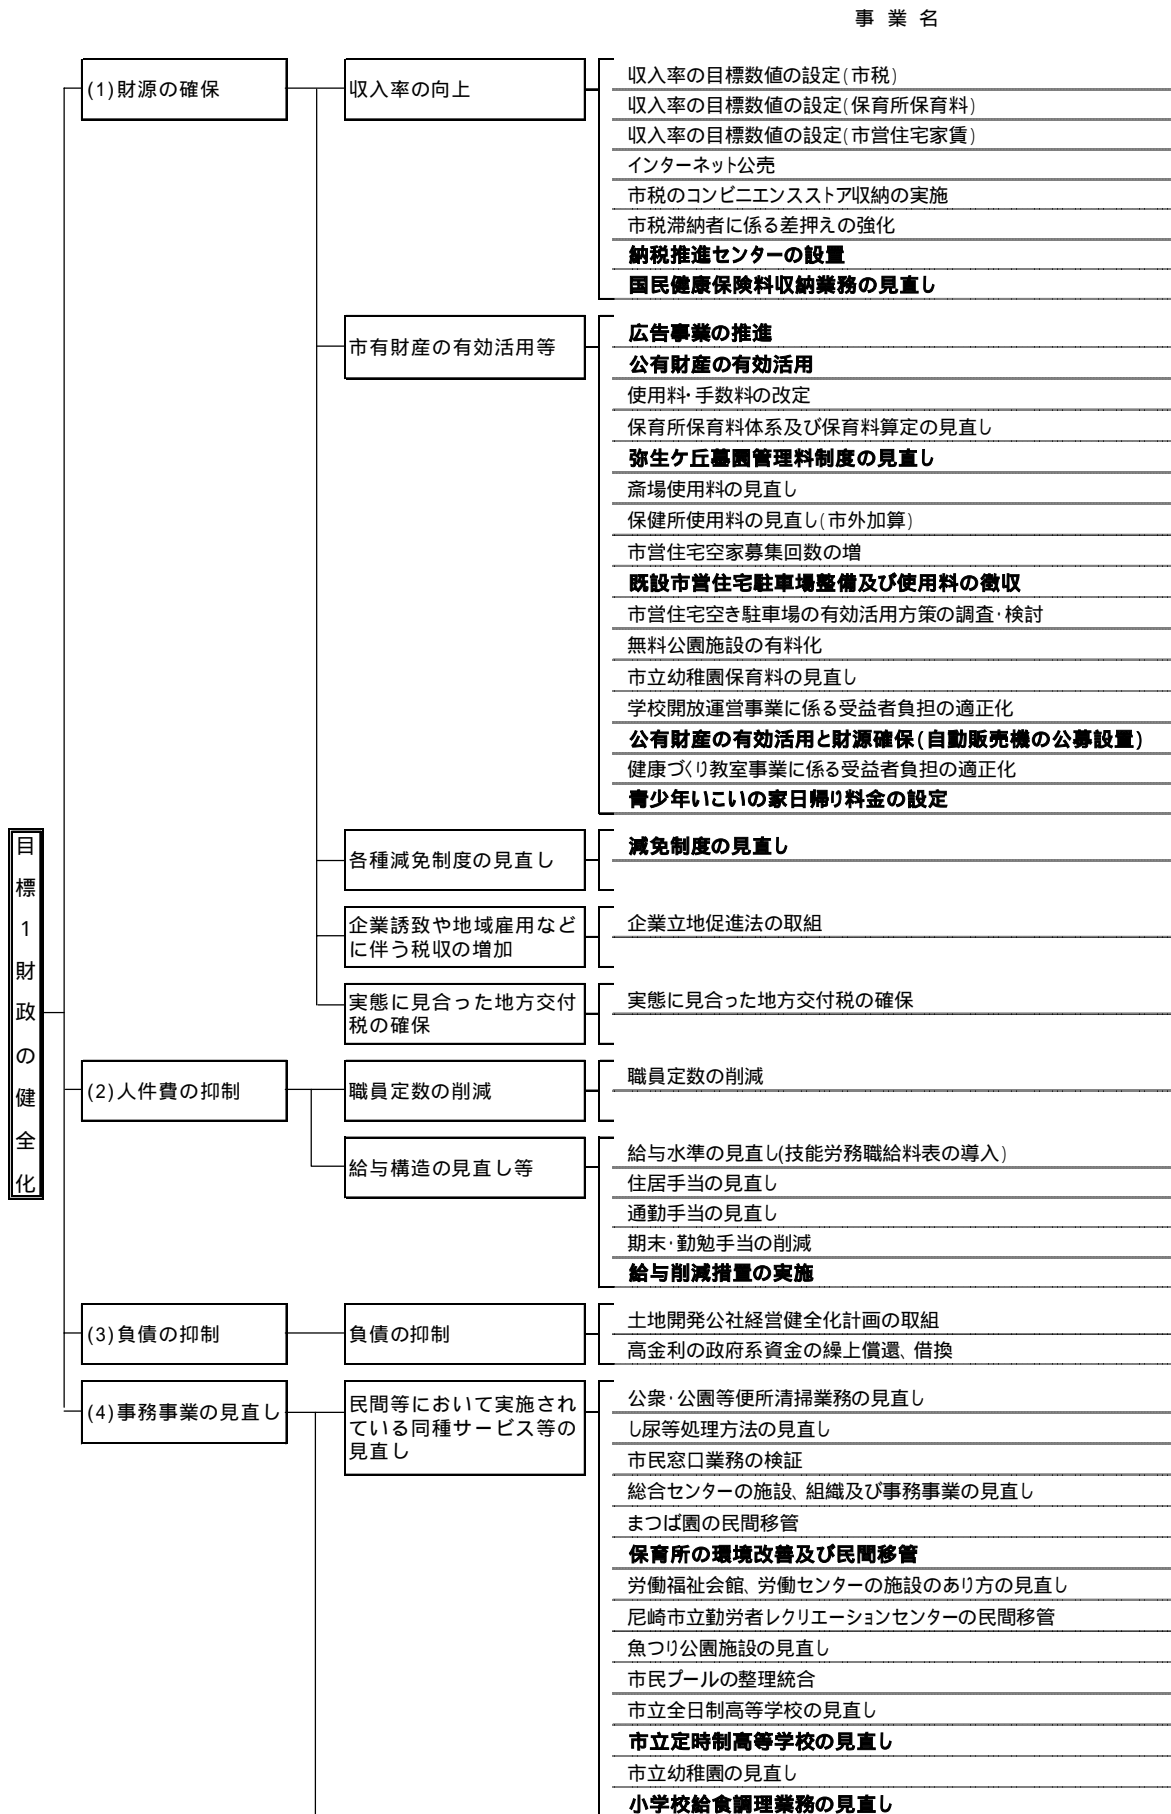 事業名
目標1財政の健全化
(1)財源の確保
収入率の向上
収入率の目標数値の設定(市税)
収入率の目標数値の設定(保育所保育料)
収入率の目標数値の設定(市営住宅家賃)
インターネット公売
市税のコンビニエンスストア収納の実施
市税滞納者に係る差押えの強化
納税推進センターの設置
国民健康保険料収納業務の見直し
市有財産の有効活用等
広告事業の推進
公有財産の有効活用
使用料・手数料の改定
保育所保育料体系及び保育料算定の見直し
弥生ケ丘墓園管理料制度の見直し
斎場使用料の見直し
保健所使用料の見直し(市外加算)
市営住宅空家募集回数の増
既設市営住宅駐車場整備及び使用料の徴収
市営住宅空き駐車場の有効活用方策の調査・検討
無料公園施設の有料化
市立幼稚園保育料の見直し
学校開放運営事業に係る受益者負担の適正化
公有財産の有効活用と財源確保(自動販売機の公募設置)
健康づくり教室事業に係る受益者負担の適正化
青少年いこいの家日帰り料金の設定
各種減免制度の見直し
減免制度の見直し
企業誘致や地域雇用など
に伴う税収の増加
企業立地促進法の取組
実態に見合った地方交付
税の確保
実態に見合った地方交付税の確保
(2)人件費の抑制
職員定数の削減
職員定数の削減
給与構造の見直し等
給与水準の見直し(技能労務職給料表の導入)
住居手当の見直し
通勤手当の見直し
期末・勤勉手当の削減
給与削減措置の実施
(3)負債の抑制
負債の抑制
土地開発公社経営健全化計画の取組
高金利の政府系資金の繰上償還、借換
(4)事務事業の見直し
民間等において実施され
ている同種サービス等の
見直し
公衆・公園等便所清掃業務の見直し
し尿等処理方法の見直し
市民窓口業務の検証
総合センターの施設、組織及び事務事業の見直し
まつば園の民間移管
保育所の環境改善及び民間移管
労働福祉会館、労働センターの施設のあり方の見直し
尼崎市立勤労者レクリエーションセンターの民間移管
魚つり公園施設の見直し
市民プールの整理統合
市立全日制高等学校の見直し
市立定時制高等学校の見直し
市立幼稚園の見直し
小学校給食調理業務の見直し